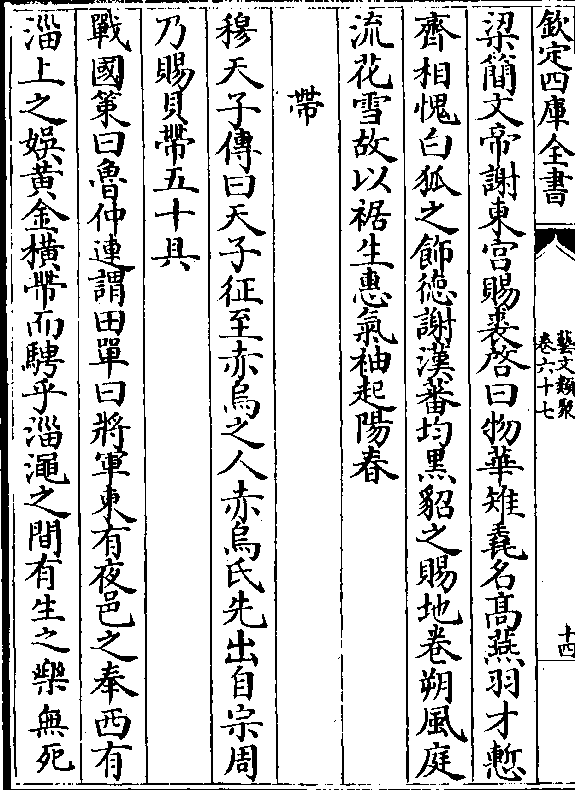 欽定四庫全書
藝文類聚
卷六十七
十四
梁簡文帝謝東宮賜裘啓曰物華雉毳名高燕羽才慙
齊相愧白狐之飾德謝漢蕃均黑貂之賜地卷朔風庭
流花雪故以裾生惠氣袖起陽春
帶
穆天子傳曰天子征至赤烏之人赤烏氏先出自宗周
乃賜貝帶五十具
戰國策曰魯仲連謂田單曰將軍東有夜邑之奉西有
淄上之娛黃金橫帶而騁乎淄澠之間有生之樂無死